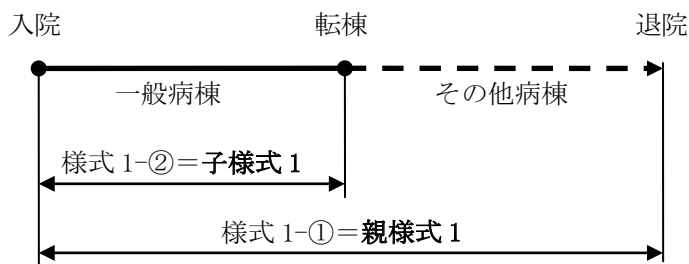 入院 転棟 退院
一般病棟 その他病棟
様式 1-②＝子様式 1
様式 1-①＝親様式 1